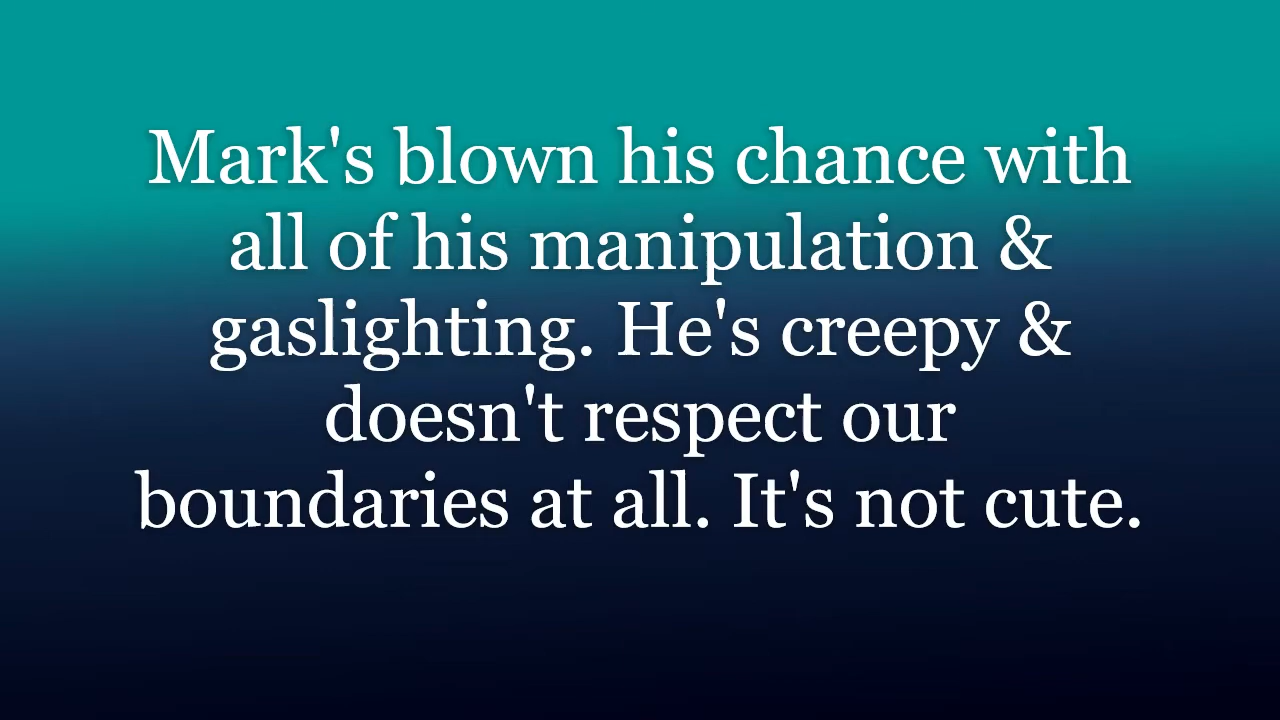 Mark's blown his chance with
all of his manipulation &
gaslighting. He's creepy &
doesn't respect our
boundaries at all. It's not cute.